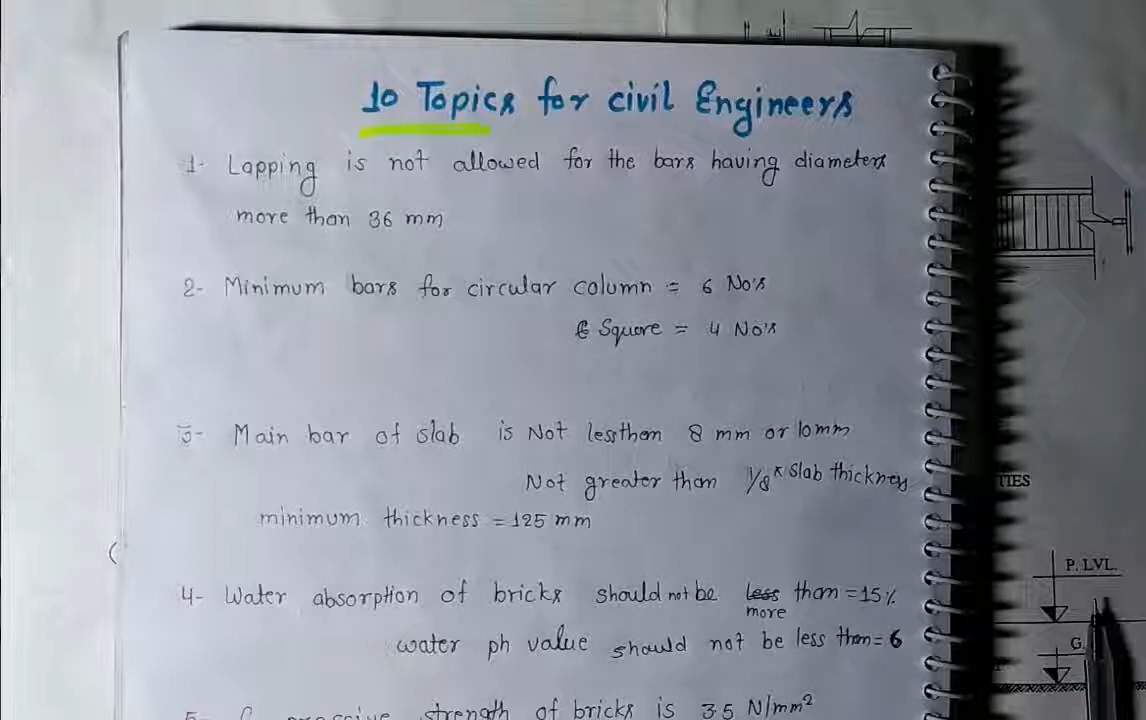 10 Topics for civil Engineers
1- Lapping is not allowed for the bars having diameters
more than 36 mm
2- Minimum bars for circular column = 6 No's
Square = 4 No's
3- Main bar of slab is Not lessthan 8 mm or 10mm
Not greater than 1/8 x slab thickness
minimum thickness = 125 mm
4- Water absorption of bricks should not be less than = 15%
more
water ph value should not be less than = 6
strength of bricks is 3.5 N/mm²
TIES
P. LVL.
G.